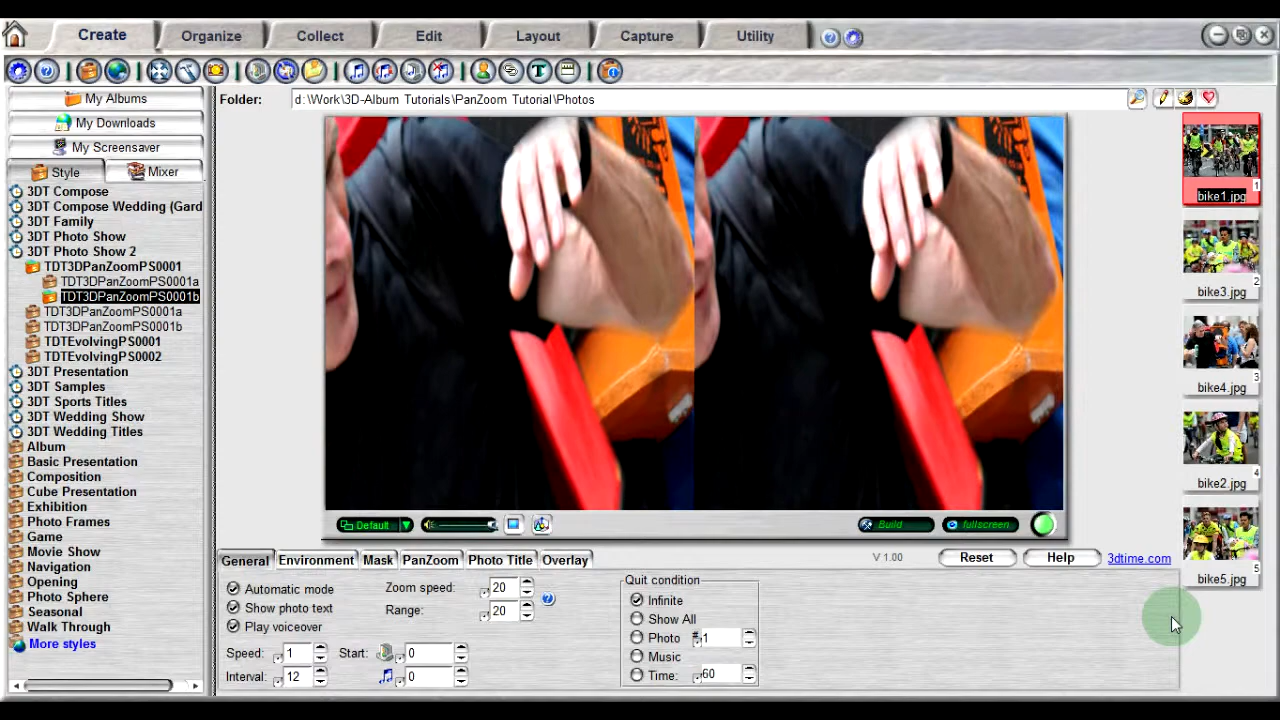 Create
Organize
Collect
Edit
Layout
Capture
Utility
My Albums
My Downloads
My Screensaver
Style
Mixer
3DT Compose
3DT Compose Wedding (Gard
3DT Family
3DT Photo Show
3DT Photo Show 2
TDT3DPanZoomPS0001
TDT3DPanZoomPS0001a
TDT3DPanZoomPS0001b
TDT3DPanZoomPS0001a
TDT3DPanZoomPS0001b
TDTEvolvingPS0001
TDTEvolvingPS0002
3DT Presentation
3DT Samples
3DT Sports Titles
3DT Wedding Show
3DT Wedding Titles
Album
Basic Presentation
Composition
Cube Presentation
Exhibition
Photo Frames
Game
Movie Show
Navigation
Opening
Photo Sphere
Seasonal
Walk Through
More styles
Folder: d:\Work\3D-Album Tutorials\PanZoom Tutorial\Photos
Default
Build
fullscreen
1
bike1.jpg
2
bike3.jpg
3
bike4.jpg
4
bike2.jpg
5
bike5.jpg
General
Environment
Mask
PanZoom
Photo Title
Overlay
V 1.00
Reset
Help
3dtime.com
Automatic mode
Show photo text
Play voiceover
Speed: 1
Interval: 12
Zoom speed: 20
Range: 20
Start: 0
0
Quit condition
Infinite
Show All
Photo #:1
Music
Time: 60